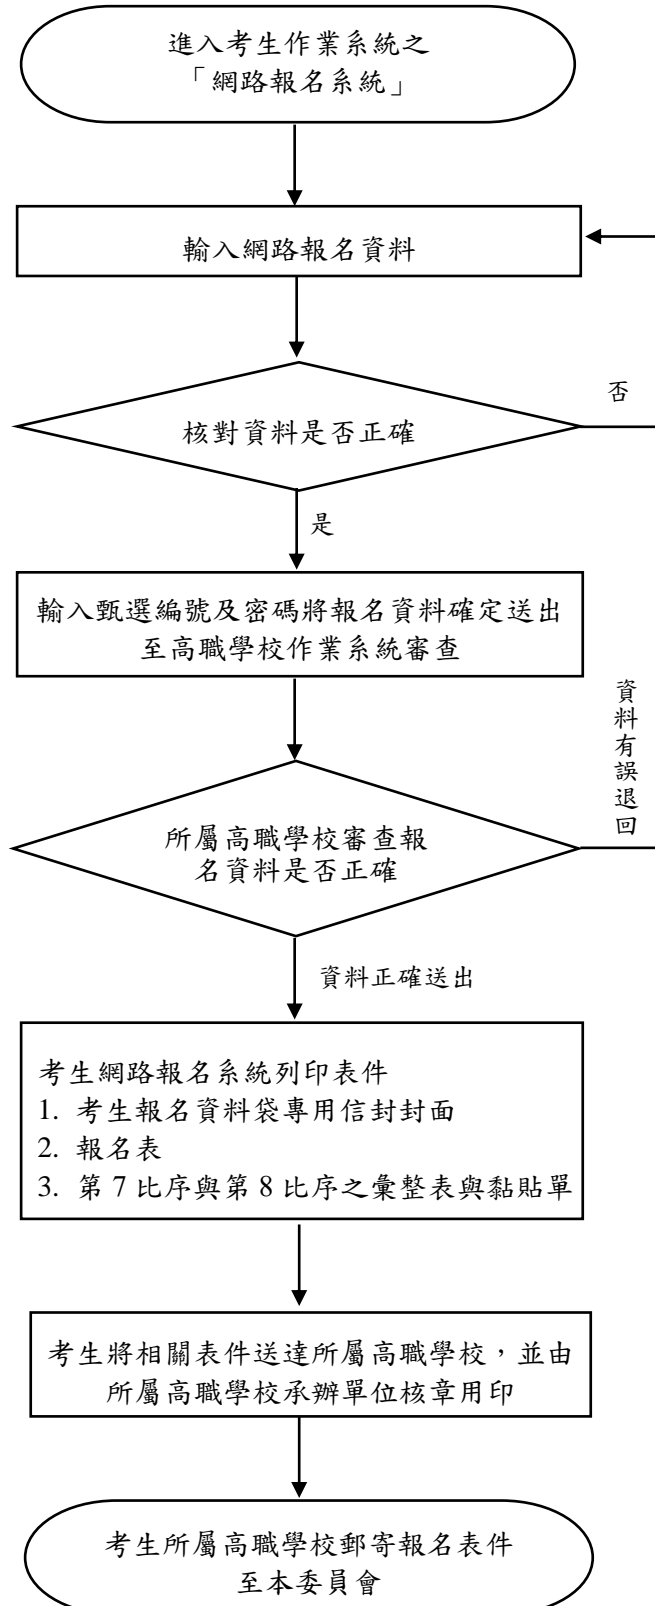 進入考生作業系統之
「網路報名系統」
輸入網路報名資料
核對資料是否正確
否
是
輸入甄選編號及密碼將報名資料確定送出
至高職學校作業系統審查
資料有誤退回
所屬高職學校審查報
名資料是否正確
資料正確送出
考生網路報名系統列印表件
1. 考生報名資料袋專用信封封面
2. 報名表
3. 第7比序與第8比序之彙整表與黏貼單
考生將相關表件送達所屬高職學校，並由
所屬高職學校承辦單位核章用印
考生所屬高職學校郵寄報名表件
至本委員會